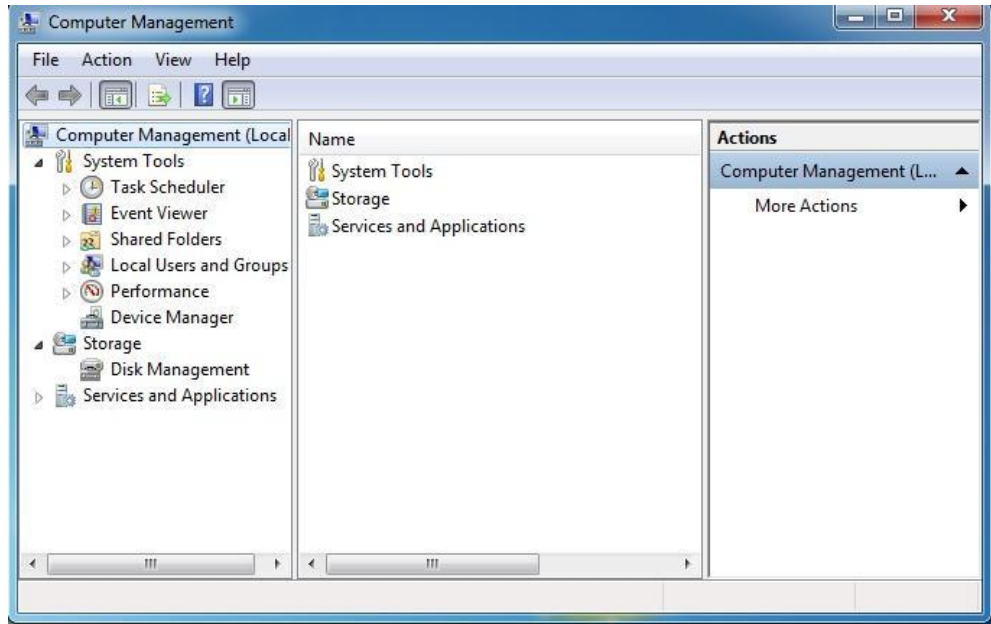 Computer Management
File Action View Help
Computer Management (Local
System Tools
Task Scheduler
Event Viewer
Shared Folders
Local Users and Groups
Performance
Device Manager
Storage
Disk Management
Services and Applications
Name
System Tools
Storage
Services and Applications
Actions
Computer Management (L...
More Actions